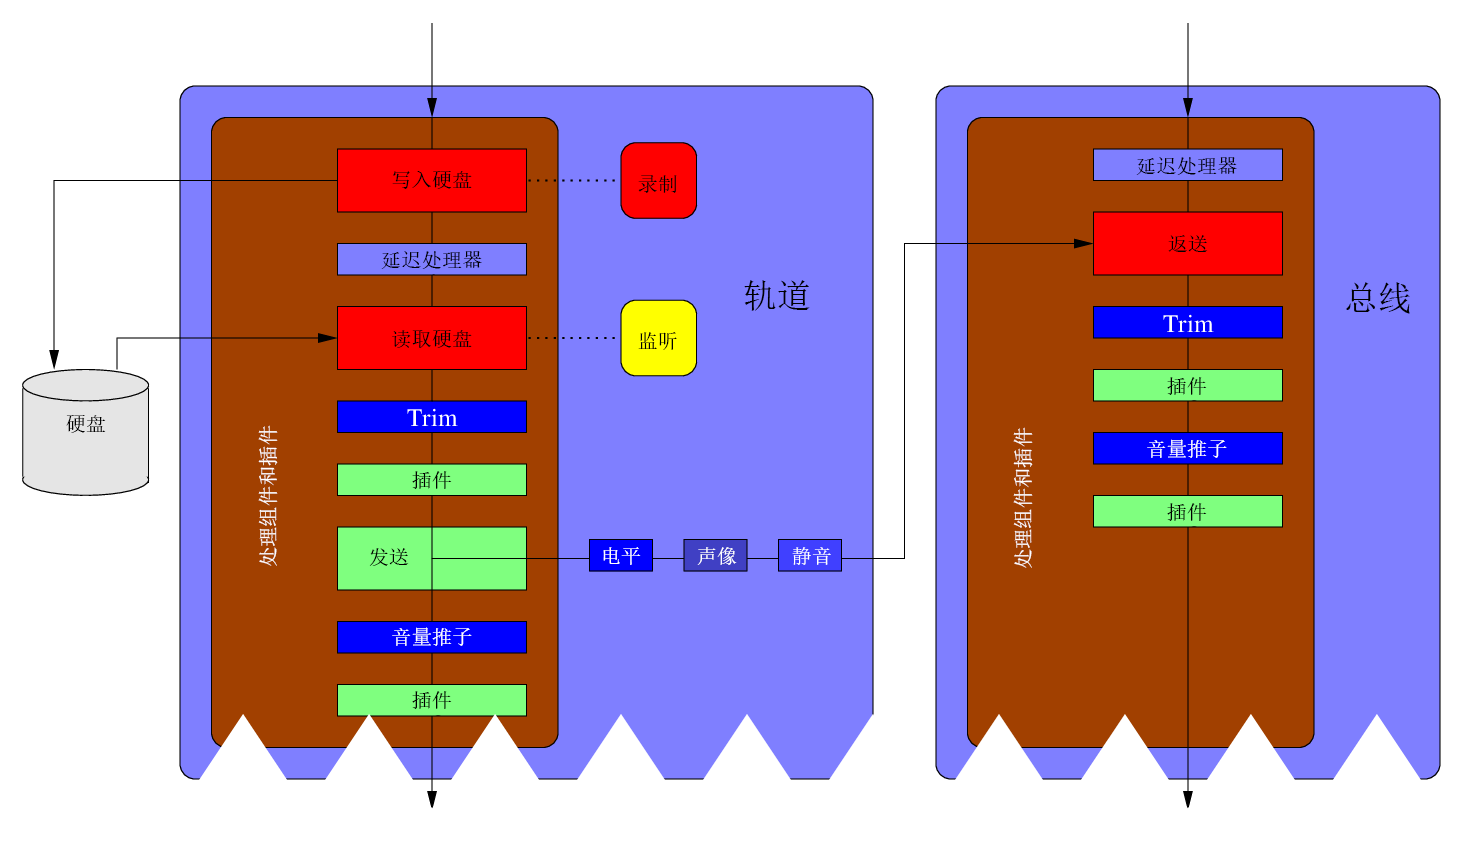 写入硬盘
录制
延迟处理器
读取硬盘
监听
轨道
硬盘
Trim
插件
处理组件和插件
发送
电平
声像
静音
音量推子
插件
延迟处理器
返送
总线
Trim
插件
音量推子
处理组件和插件
插件